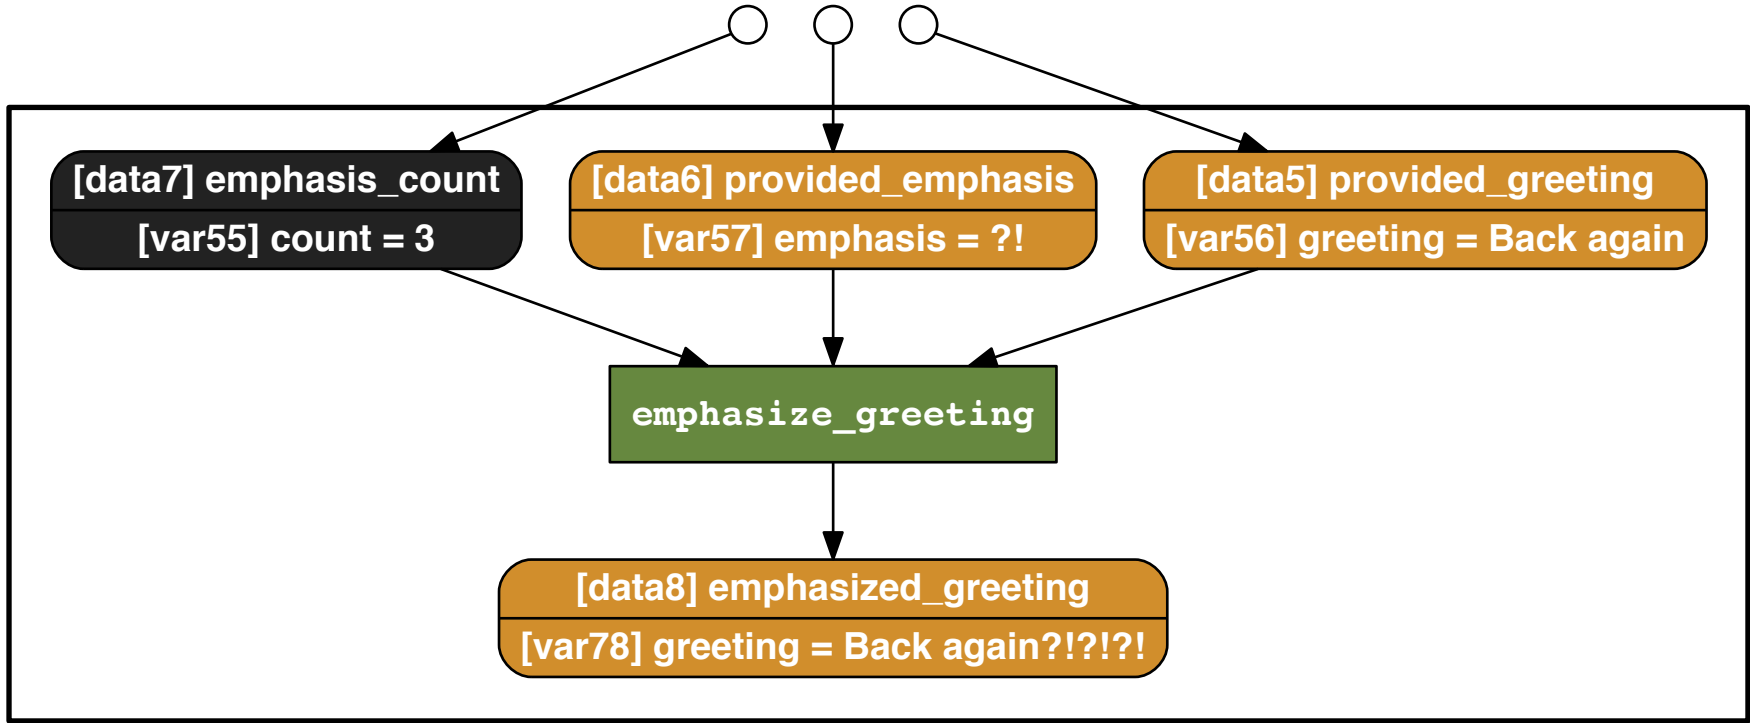 [data7] emphasis_count
[var55] count = 3
[data6] provided_emphasis
[var57] emphasis = ?!
[data5] provided_greeting
[var56] greeting = Back again
emphasize_greeting
[data8] emphasized_greeting
[var78] greeting = Back again?!?!?!